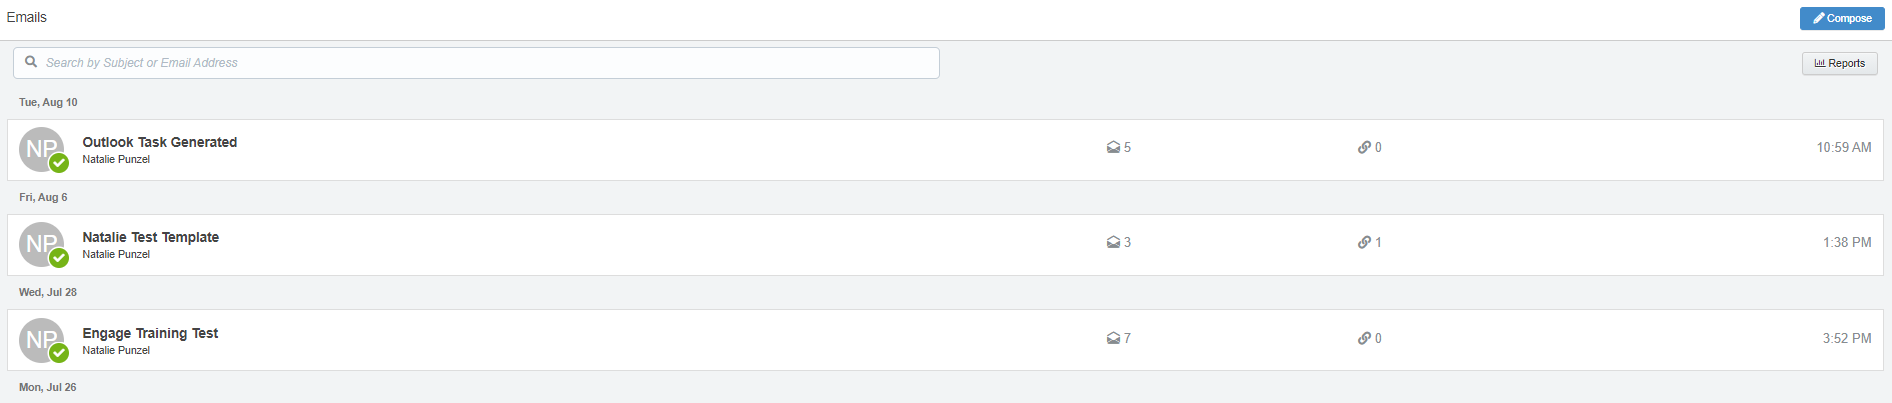 Emails
Compose
Search by Subject or Email Address
Reports
Tue, Aug 10
NP
Outlook Task Generated
Natalie Punzel
5
0
10:59 AM
Fri, Aug 6
NP
Natalie Test Template
Natalie Punzel
3
1
1:38 PM
Wed, Jul 28
NP
Engage Training Test
Natalie Punzel
7
0
3:52 PM
Mon, Jul 26